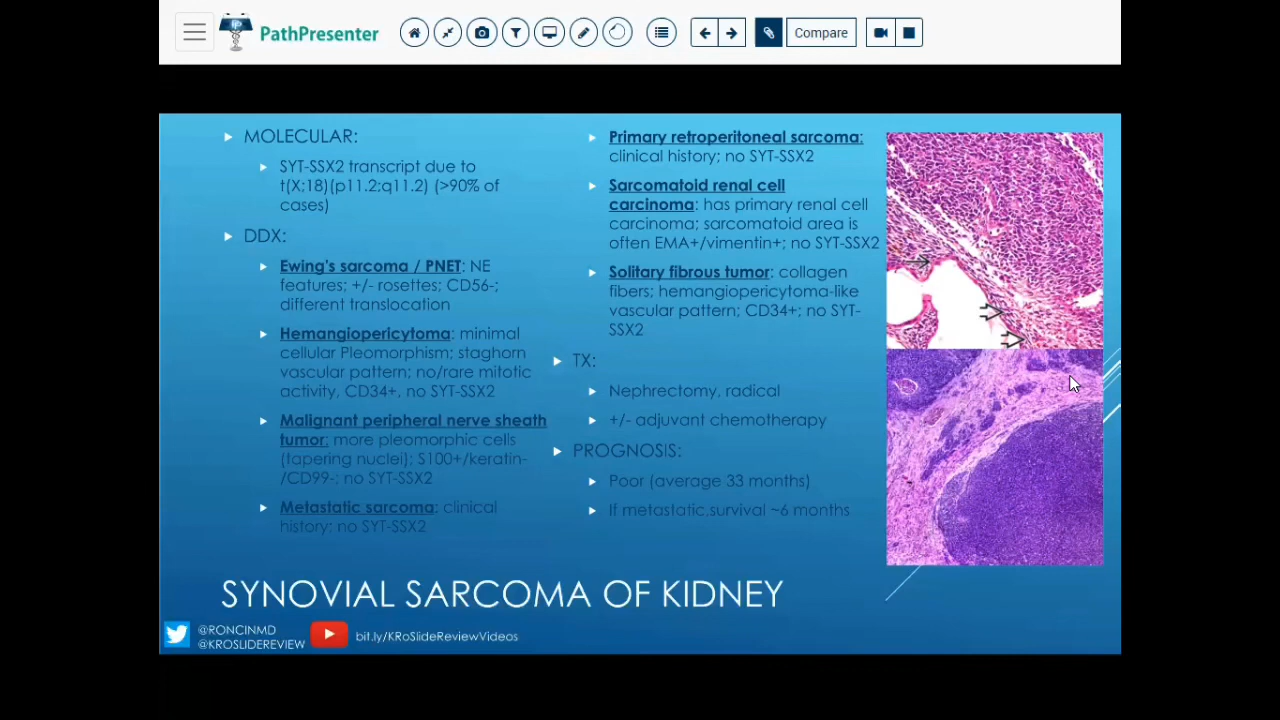 PathPresenter
Compare
MOLECULAR:
SYT-SSX2 transcript due to
t(X;18)(p11.2;q11.2) (>90% of
cases)
DDX:
Ewing's sarcoma / PNET: NE
features; +/- rosettes; CD56-;
different translocation
Hemangiopericytoma: minimal
cellular Pleomorphism; staghorn
vascular pattern; no/rare mitotic
activity, CD34+, no SYT-SSX2
Malignant peripheral nerve sheath
tumor: more pleomorphic cells
(tapering nuclei); S100+/keratin-
/CD99-; no SYT-SSX2
Metastatic sarcoma: clinical
history; no SYT-SSX2
Primary retroperitoneal sarcoma:
clinical history; no SYT-SSX2
Sarcomatoid renal cell
carcinoma: has primary renal cell
carcinoma; sarcomatoid area is
often EMA+/vimentin+; no SYT-SSX2
Solitary fibrous tumor: collagen
fibers; hemangiopericytoma-like
vascular pattern; CD34+; no SYT-
SSX2
TX:
Nephrectomy, radical
+/- adjuvant chemotherapy
PROGNOSIS:
Poor (average 33 months)
If metastatic,survival ~6 months
SYNOVIAL SARCOMA OF KIDNEY
@RONCINMD
@KROSLIDEREVIEW
bit.ly/KRoSlideReviewVideos